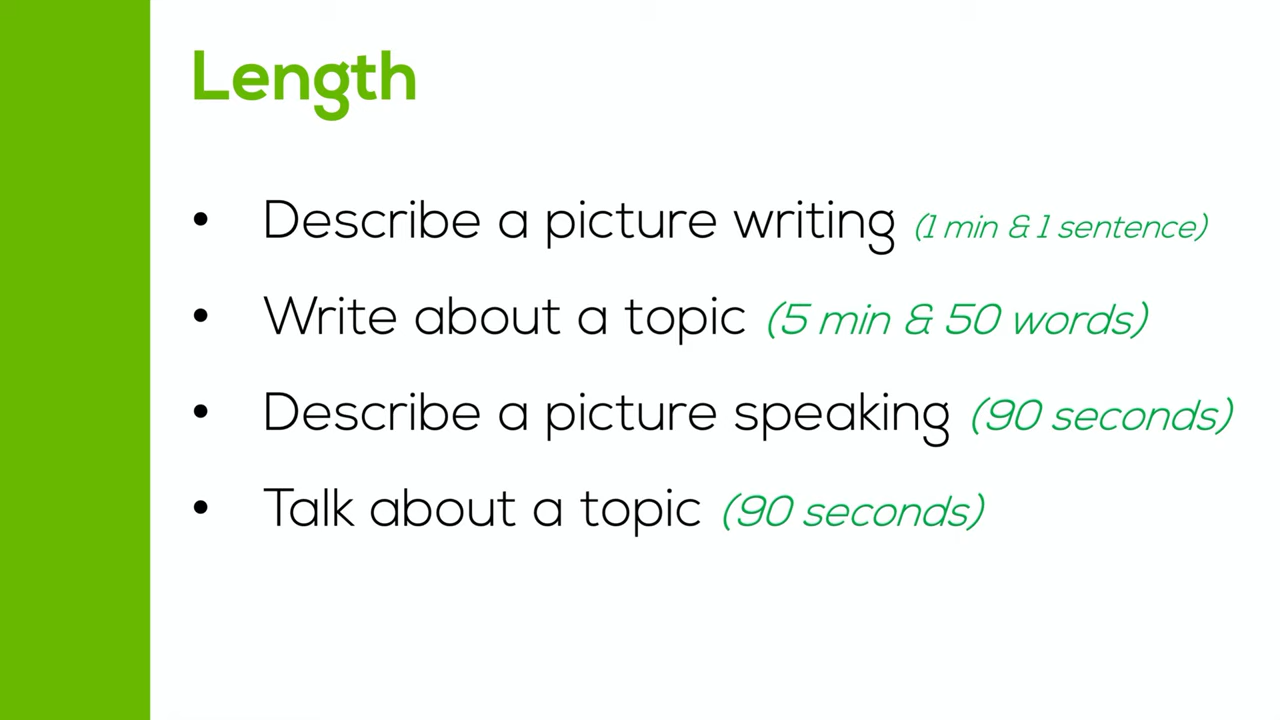 Length
• Describe a picture writing (1 min & 1 sentence)
• Write about a topic (5 min & 50 words)
• Describe a picture speaking (90 seconds)
• Talk about a topic (90 seconds)